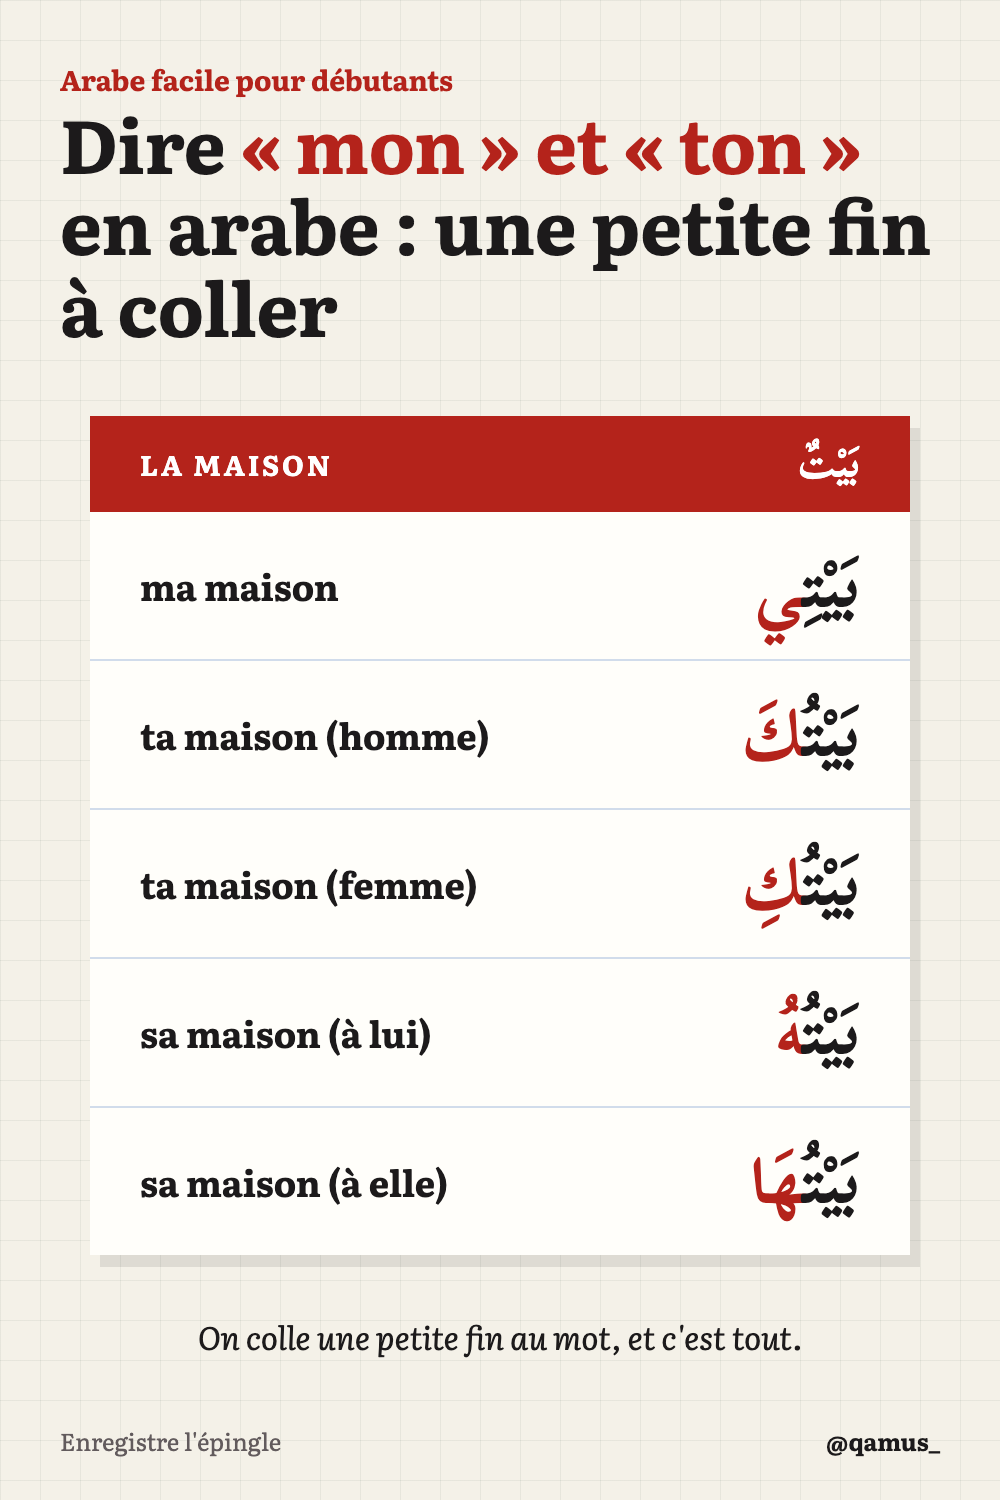 Arabe facile pour débutants
Dire « mon » et « ton »
en arabe : une petite fin
à coller
LA MAISON بَيْتٌ
ma maison بَيْتِي
ta maison (homme) بَيْتُكَ
ta maison (femme) بَيْتُكِ
sa maison (à lui) بَيْتُهُ
sa maison (à elle) بَيْتُهَا
On colle une petite fin au mot, et c'est tout.
Enregistre l'épingle @qamus_